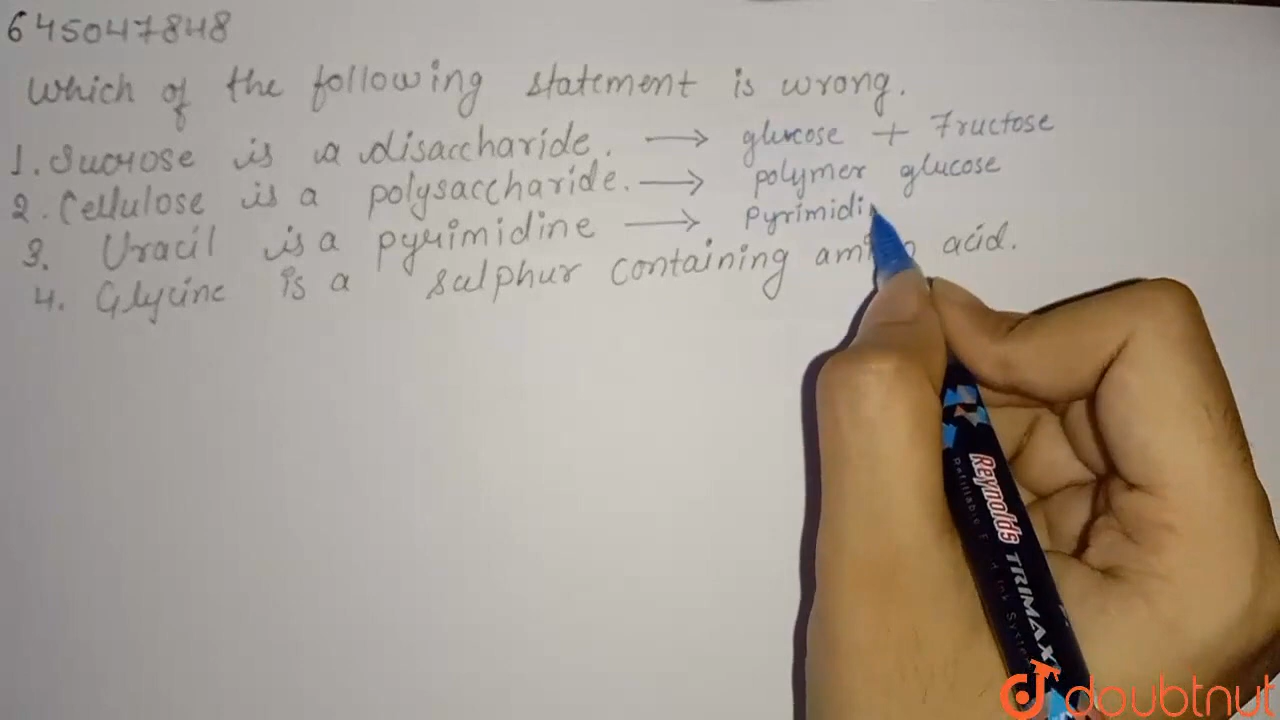 645047848
Which of the following statement is wrong.
1. Sucrose is a disaccharide. → glucose + Fructose
2. Cellulose is a polysaccharide. → polymer glucose
3. Uracil is a pyrimidine → pyrimidi
4. Glycine is a sulphur containing amino acid.
Reynolds TRIMAX
doubtnut